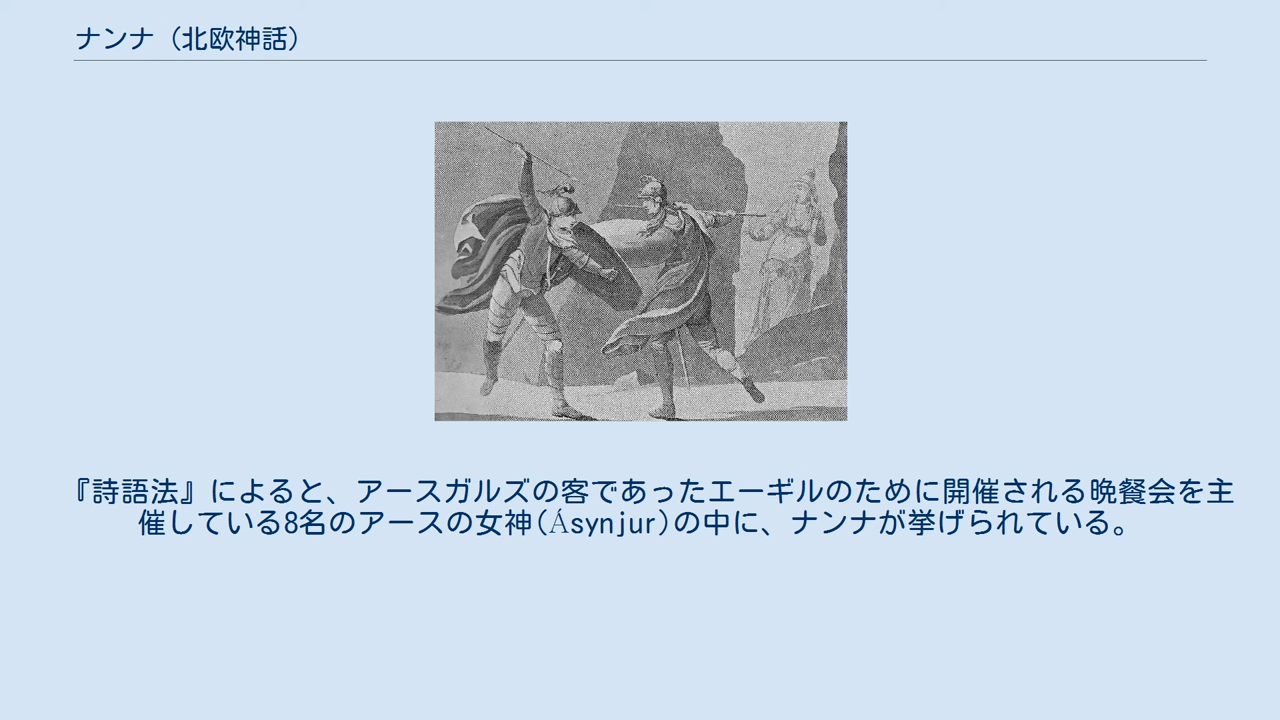 ナンナ（北欧神話）
『詩語法』によると、アースガルズの客であったエーギルのために開催される晩餐会を主
催している8名のアースの女神(Ásynjur)の中に、ナンナが挙げられている。